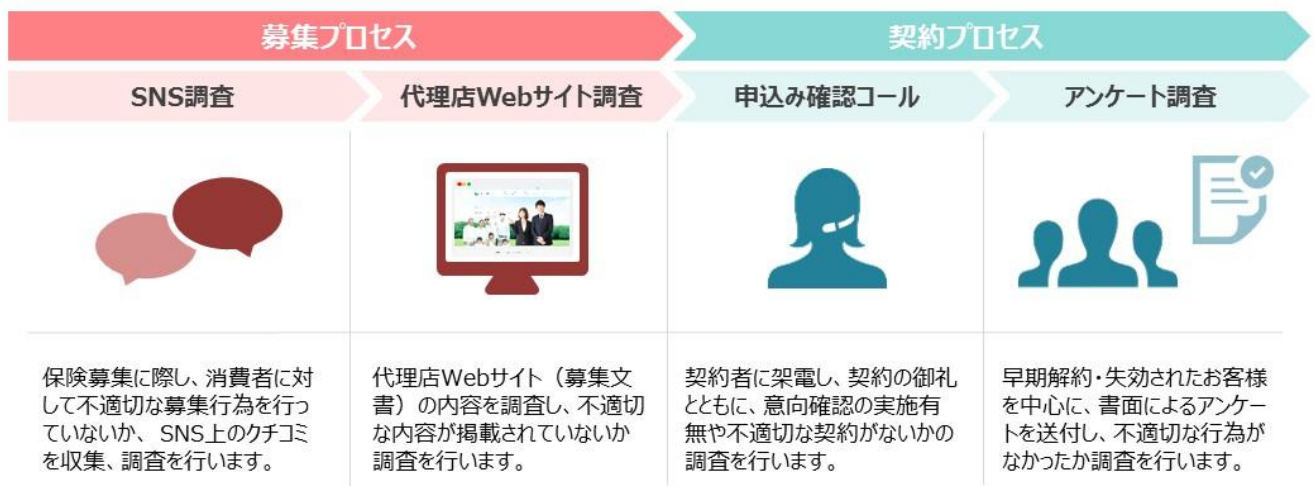 募集プロセス
契約プロセス
SNS調査
代理店Webサイト調査
申込み確認コール
アンケート調査
保険募集に際し、消費者に対
して不適切な募集行為を行っ
ていないか、SNS上のクチコミ
を収集、調査を行います。
代理店Webサイト（募集文
書）の内容を調査し、不適切
な内容が掲載されていないか
調査を行います。
契約者に架電し、契約の御礼
とともに、意向確認の実施有
無や不適切な契約がないかの
調査を行います。
早期解約・失効されたお客様
を中心に、書面によるアンケー
トを送付し、不適切な行為が
なかったか調査を行います。